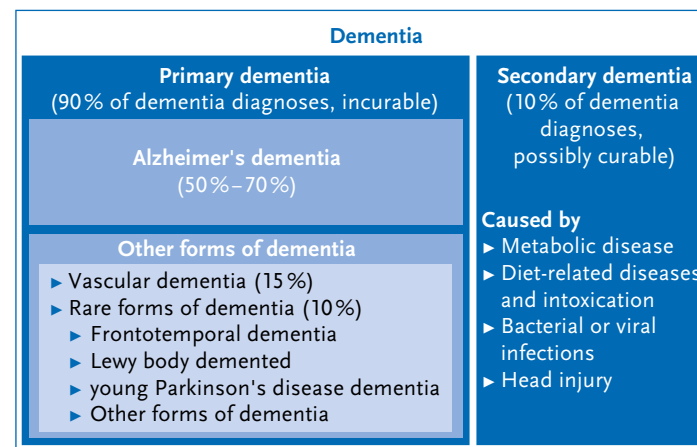 Dementia
Primary dementia
(90 % of dementia diagnoses, incurable)
Alzheimer's dementia
(50 %–70 %)
Other forms of dementia
► Vascular dementia (15 %)
► Rare forms of dementia (10 %)
► Frontotemporal dementia
► Lewy body demented
► young Parkinson's disease dementia
► Other forms of dementia
Secondary dementia
(10 % of dementia
diagnoses,
possibly curable)
Caused by
► Metabolic disease
► Diet-related diseases
and intoxication
► Bacterial or viral
infections
► Head injury